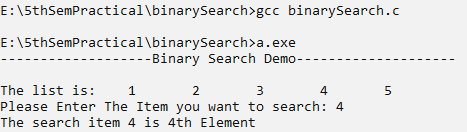 E:\5thSemPractical\binarySearch>gcc binarySearch.c
E:\5thSemPractical\binarySearch>a.exe
-------------------Binary Search Demo--------------------
The list is:    1       2       3       4       5
Please Enter The Item you want to search: 4
The search item 4 is 4th Element